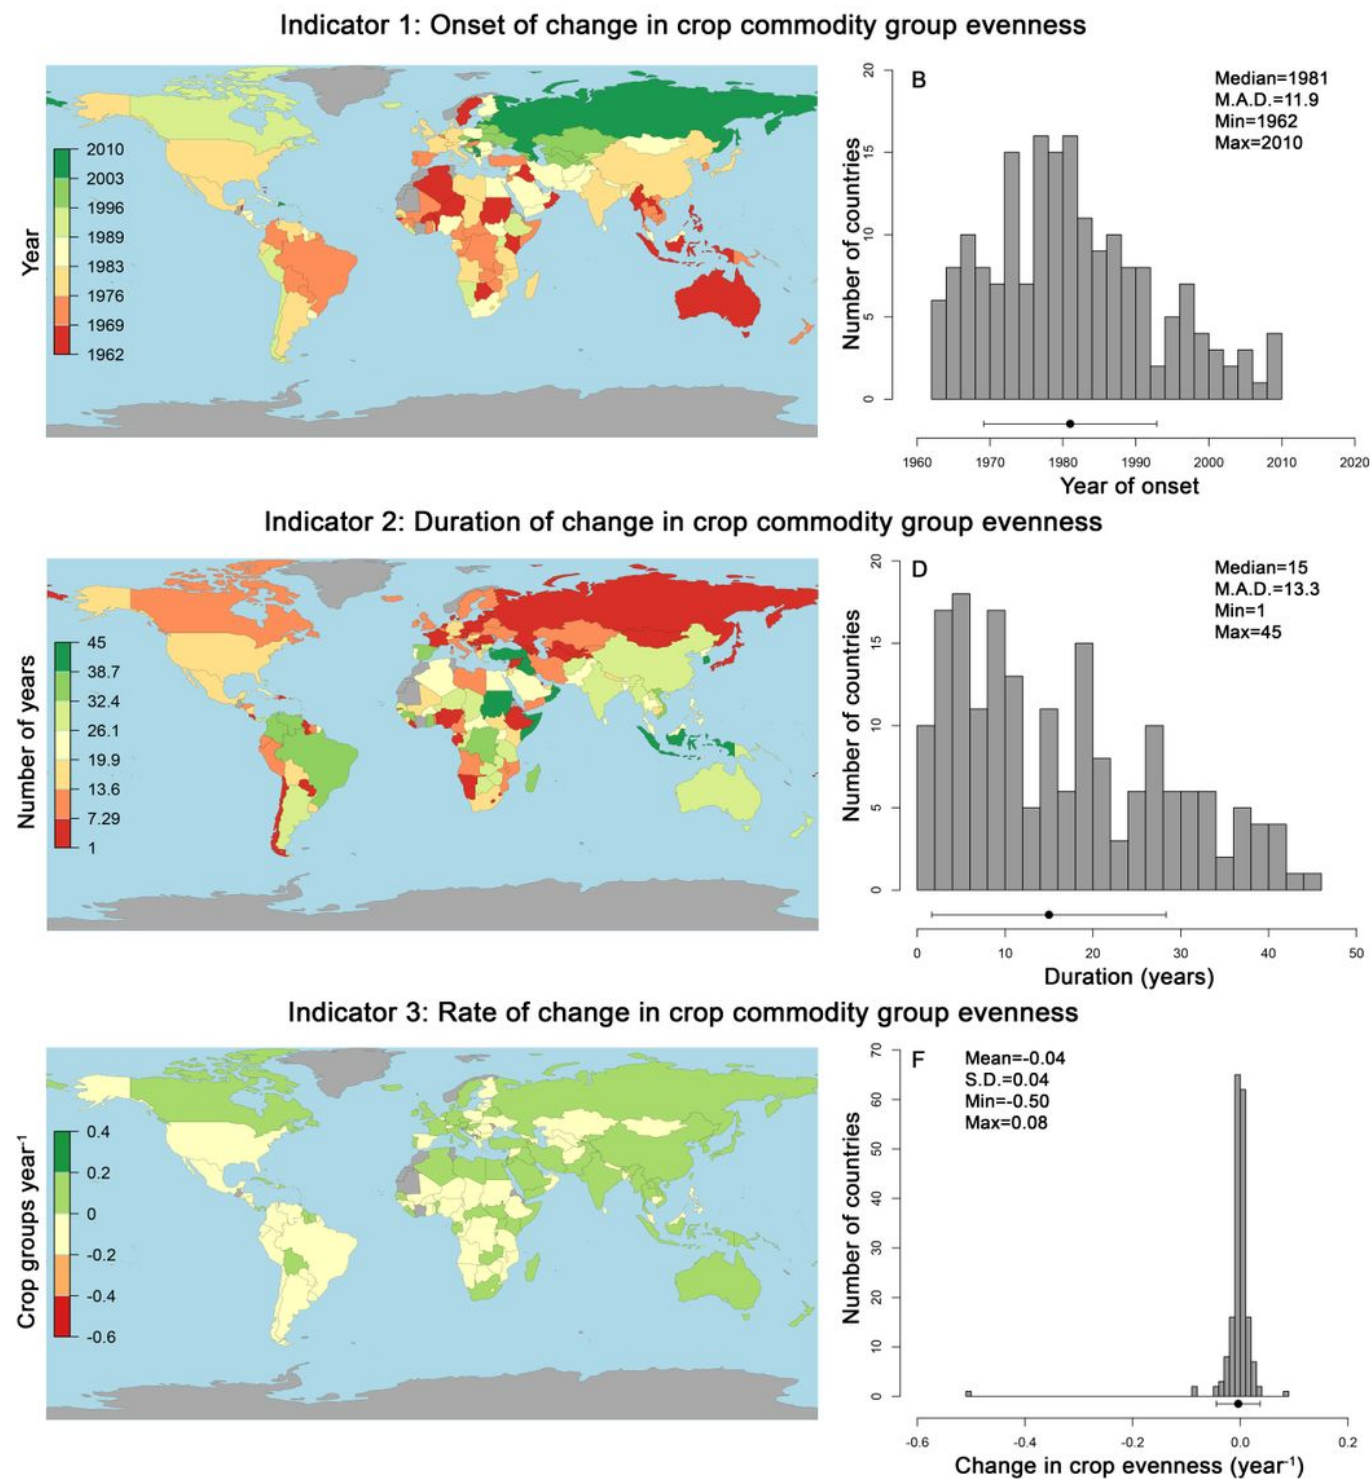 Indicator 1: Onset of change in crop commodity group evenness
Year
2010
2003
1996
1989
1983
1976
1969
1962
B
Median=1981
M.A.D.=11.9
Min=1962
Max=2010
Number of countries
20
15
10
5
0
1960 1970 1980 1990 2000 2010 2020
Year of onset
Indicator 2: Duration of change in crop commodity group evenness
Number of years
45
38.7
32.4
26.1
19.9
13.6
7.29
1
D
Median=15
M.A.D.=13.3
Min=1
Max=45
Number of countries
20
15
10
5
0
0 10 20 30 40 50
Duration (years)
Indicator 3: Rate of change in crop commodity group evenness
Crop groups year⁻¹
0.4
0.2
0
-0.2
-0.4
-0.6
F
Mean=-0.04
S.D.=0.04
Min=-0.50
Max=0.08
Number of countries
70
60
50
40
30
20
10
0
-0.6 -0.4 -0.2 0.0 0.2
Change in crop evenness (year⁻¹)